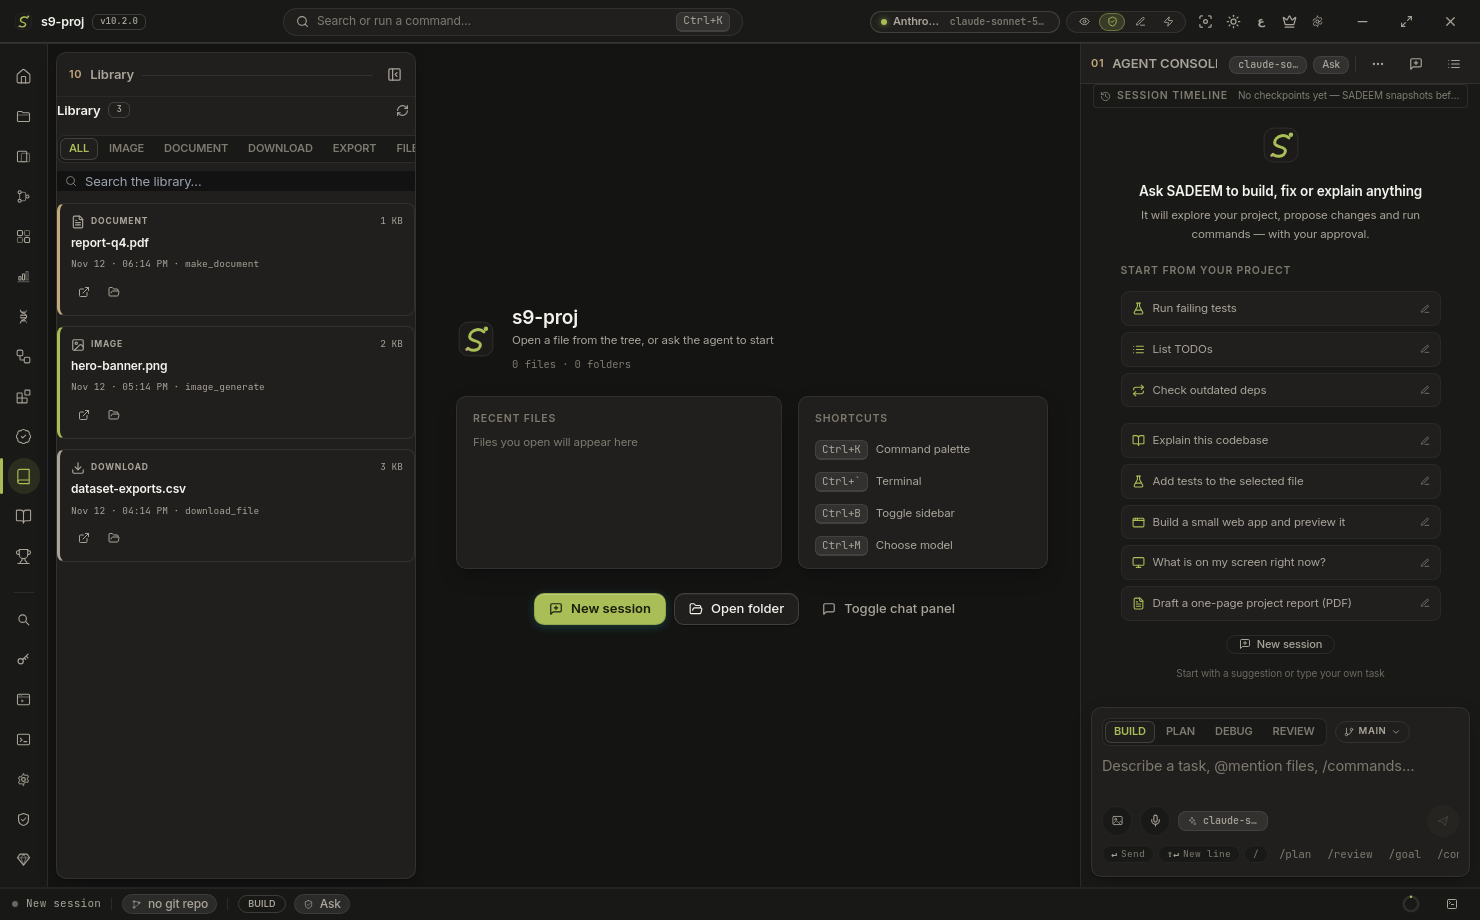 s9-proj v10.2.0
Search or run a command... Ctrl+K
Anthro... claude-sonnet-5...
ع
10 Library
Library 3
ALL IMAGE DOCUMENT DOWNLOAD EXPORT FILE
Search the library...
DOCUMENT 1 KB
report-q4.pdf
Nov 12 · 06:14 PM · make_document
IMAGE 2 KB
hero-banner.png
Nov 12 · 05:14 PM · image_generate
DOWNLOAD 3 KB
dataset-exports.csv
Nov 12 · 04:14 PM · download_file
s9-proj
Open a file from the tree, or ask the agent to start
0 files · 0 folders
RECENT FILES
Files you open will appear here
SHORTCUTS
Ctrl+K Command palette
Ctrl+` Terminal
Ctrl+B Toggle sidebar
Ctrl+M Choose model
New session Open folder Toggle chat panel
01 AGENT CONSOL claude-so... Ask
SESSION TIMELINE No checkpoints yet — SADEEM snapshots bef...
Ask SADEEM to build, fix or explain anything
It will explore your project, propose changes and run
commands — with your approval.
START FROM YOUR PROJECT
Run failing tests
List TODOs
Check outdated deps
Explain this codebase
Add tests to the selected file
Build a small web app and preview it
What is on my screen right now?
Draft a one-page project report (PDF)
New session
Start with a suggestion or type your own task
BUILD PLAN DEBUG REVIEW MAIN
Describe a task, @mention files, /commands...
claude-s...
↵ Send ⇧↵ New line / /plan /review /goal /con
New session no git repo BUILD Ask